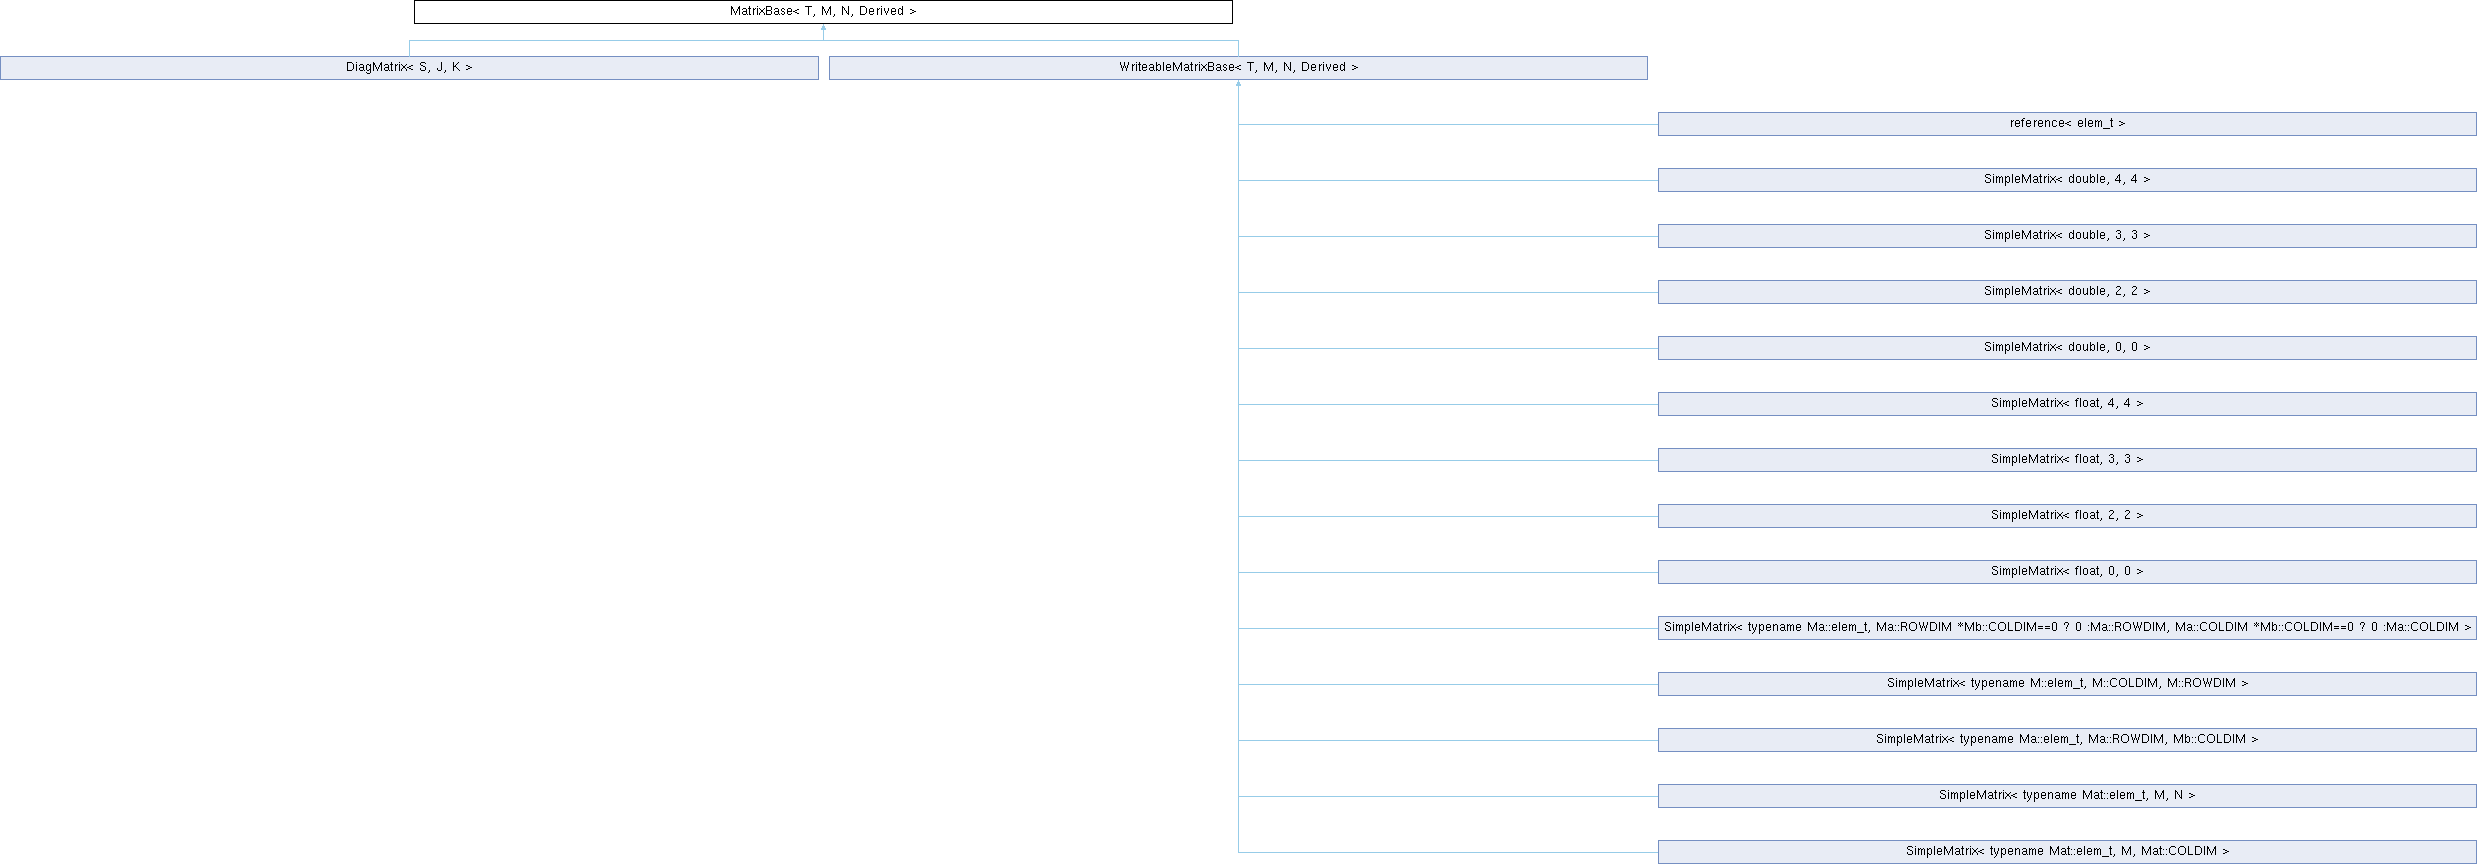 MatrixBase< T, M, N, Derived >
DiagMatrix< S, J, K >
WriteableMatrixBase< T, M, N, Derived >
reference< elem_t >
SimpleMatrix< double, 4, 4 >
SimpleMatrix< double, 3, 3 >
SimpleMatrix< double, 2, 2 >
SimpleMatrix< double, 0, 0 >
SimpleMatrix< float, 4, 4 >
SimpleMatrix< float, 3, 3 >
SimpleMatrix< float, 2, 2 >
SimpleMatrix< float, 0, 0 >
SimpleMatrix< typename Ma::elem_t, Ma::ROWDIM *Mb::COLDIM==0 ? 0 :Ma::ROWDIM, Ma::COLDIM *Mb::COLDIM==0 ? 0 :Ma::COLDIM >
SimpleMatrix< typename M::elem_t, M::COLDIM, M::ROWDIM >
SimpleMatrix< typename Ma::elem_t, Ma::ROWDIM, Mb::COLDIM >
SimpleMatrix< typename Mat::elem_t, M, N >
SimpleMatrix< typename Mat::elem_t, M, Mat::COLDIM >